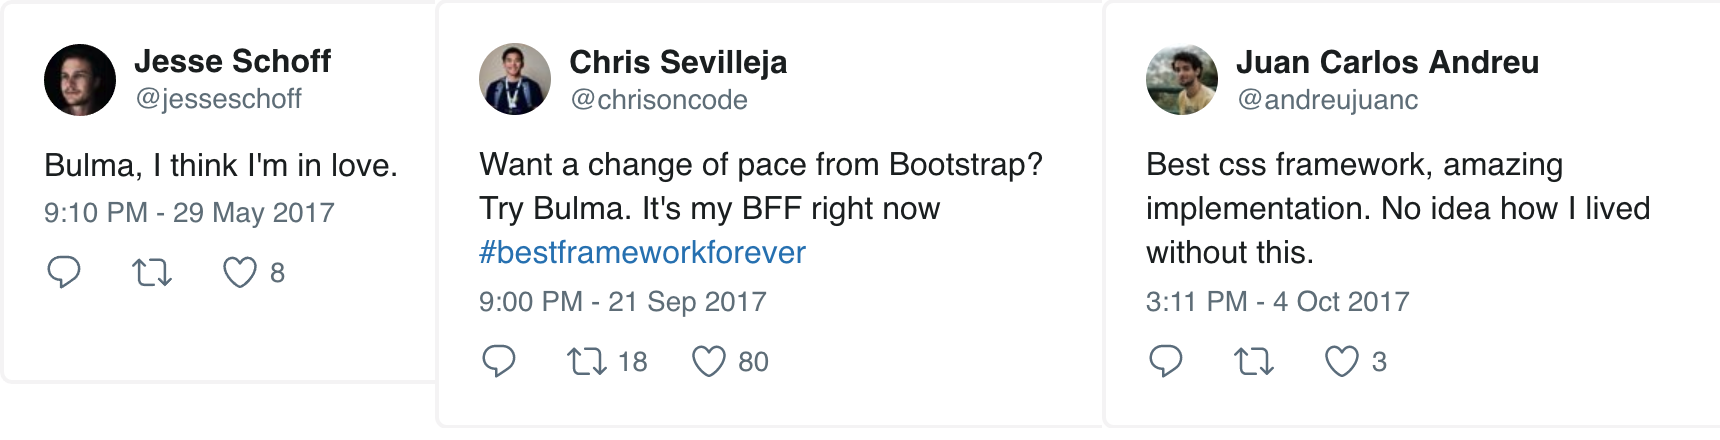 Jesse Schoff
@jesseschoff
Bulma, I think I'm in love.
9:10 PM - 29 May 2017
8
Chris Sevilleja
@chrisoncode
Want a change of pace from Bootstrap?
Try Bulma. It's my BFF right now
#bestframeworkforever
9:00 PM - 21 Sep 2017
18 80
Juan Carlos Andreu
@andreujuanc
Best css framework, amazing
implementation. No idea how I lived
without this.
3:11 PM - 4 Oct 2017
3